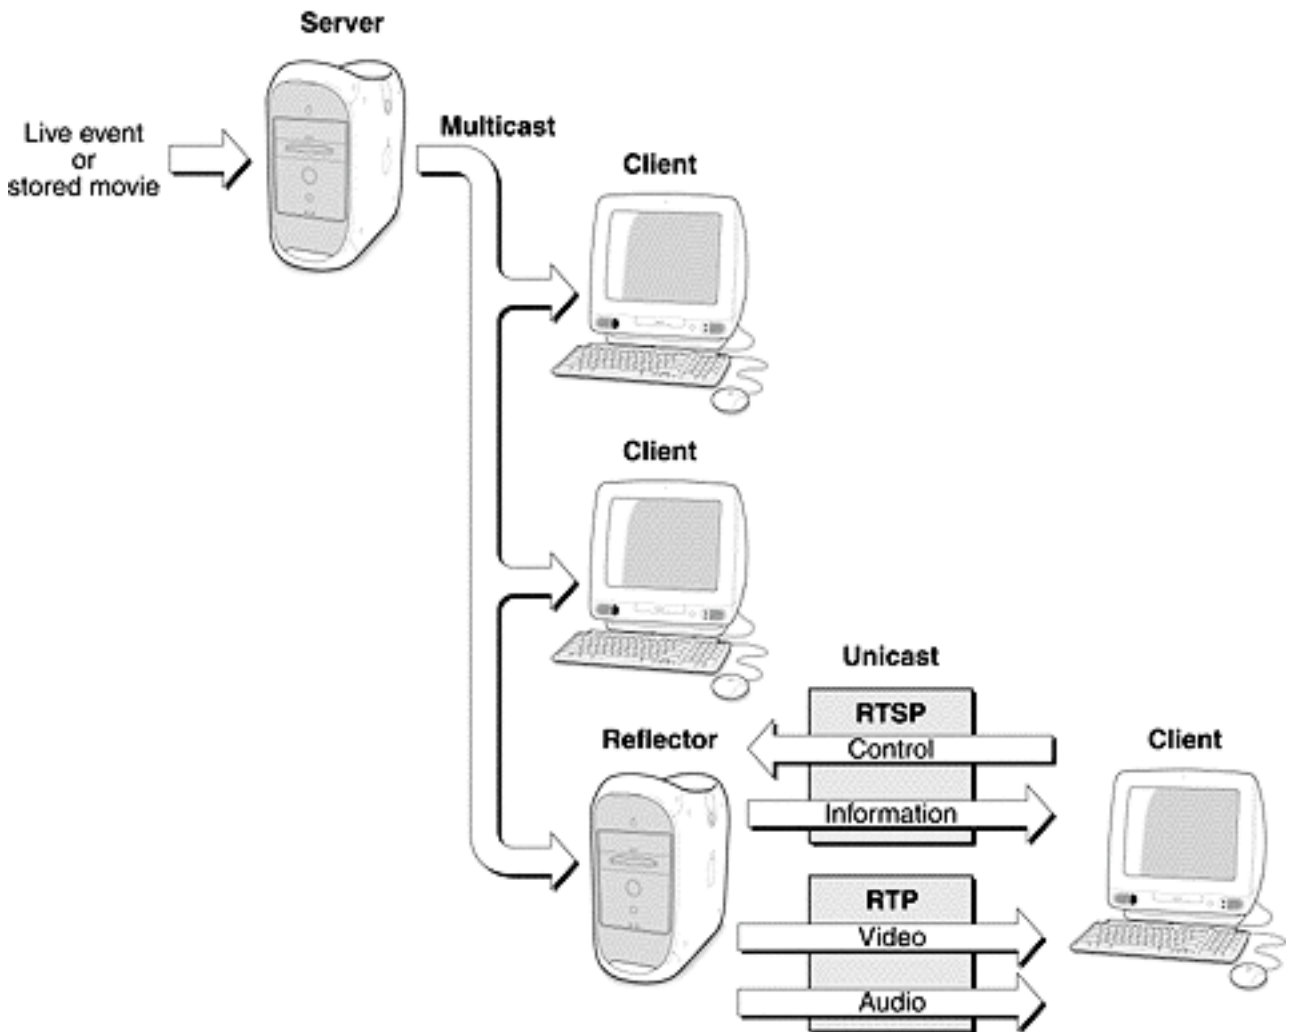 Server
Live event
or
stored movie
Multicast
Client
Client
Unicast
RTSP
Reflector
Control
Client
Information
RTP
Video
Audio